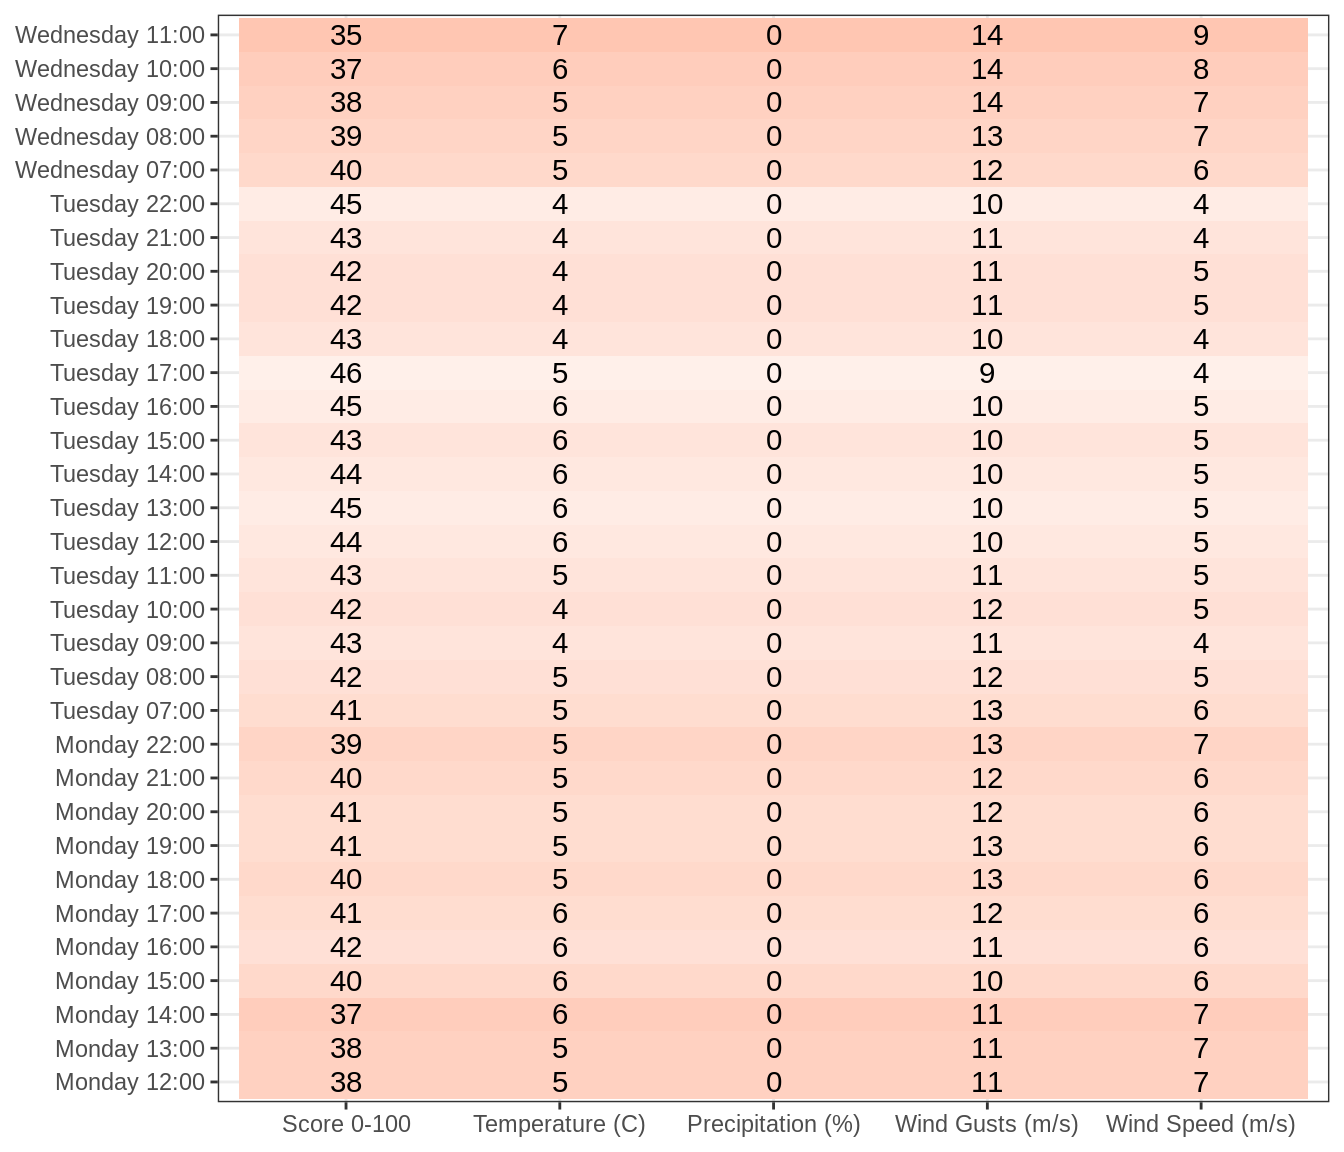 Wednesday 11:00 35 7 0 14 9
Wednesday 10:00 37 6 0 14 8
Wednesday 09:00 38 5 0 14 7
Wednesday 08:00 39 5 0 13 7
Wednesday 07:00 40 5 0 12 6
Tuesday 22:00 45 4 0 10 4
Tuesday 21:00 43 4 0 11 4
Tuesday 20:00 42 4 0 11 5
Tuesday 19:00 42 4 0 11 5
Tuesday 18:00 43 4 0 10 4
Tuesday 17:00 46 5 0 9 4
Tuesday 16:00 45 6 0 10 5
Tuesday 15:00 43 6 0 10 5
Tuesday 14:00 44 6 0 10 5
Tuesday 13:00 45 6 0 10 5
Tuesday 12:00 44 6 0 10 5
Tuesday 11:00 43 5 0 11 5
Tuesday 10:00 42 4 0 12 5
Tuesday 09:00 43 4 0 11 4
Tuesday 08:00 42 5 0 12 5
Tuesday 07:00 41 5 0 13 6
Monday 22:00 39 5 0 13 7
Monday 21:00 40 5 0 12 6
Monday 20:00 41 5 0 12 6
Monday 19:00 41 5 0 13 6
Monday 18:00 40 5 0 13 6
Monday 17:00 41 6 0 12 6
Monday 16:00 42 6 0 11 6
Monday 15:00 40 6 0 10 6
Monday 14:00 37 6 0 11 7
Monday 13:00 38 5 0 11 7
Monday 12:00 38 5 0 11 7
Score 0-100 Temperature (C) Precipitation (%) Wind Gusts (m/s) Wind Speed (m/s)